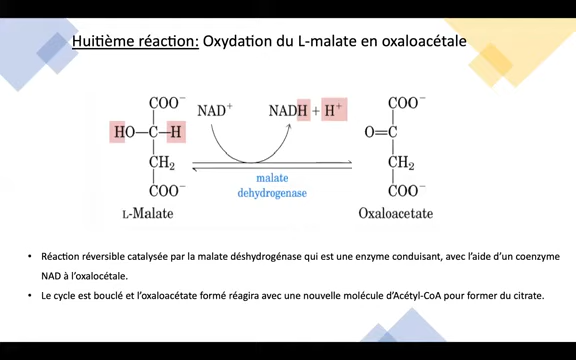 Huitième réaction: Oxydation du L-malate en oxaloacétale
COO⁻ NAD⁺ NADH + H⁺ COO⁻
HO—C—H O=C
CH₂ CH₂
COO⁻ malate COO⁻
dehydrogenase
L-Malate Oxaloacetate
• Réaction réversible catalysée par la malate déshydrogénase qui est une enzyme conduisant, avec l'aide d'un coenzyme
NAD à l'oxalocétale.
• Le cycle est bouclé et l'oxaloacétate formé réagira avec une nouvelle molécule d'Acétyl-CoA pour former du citrate.